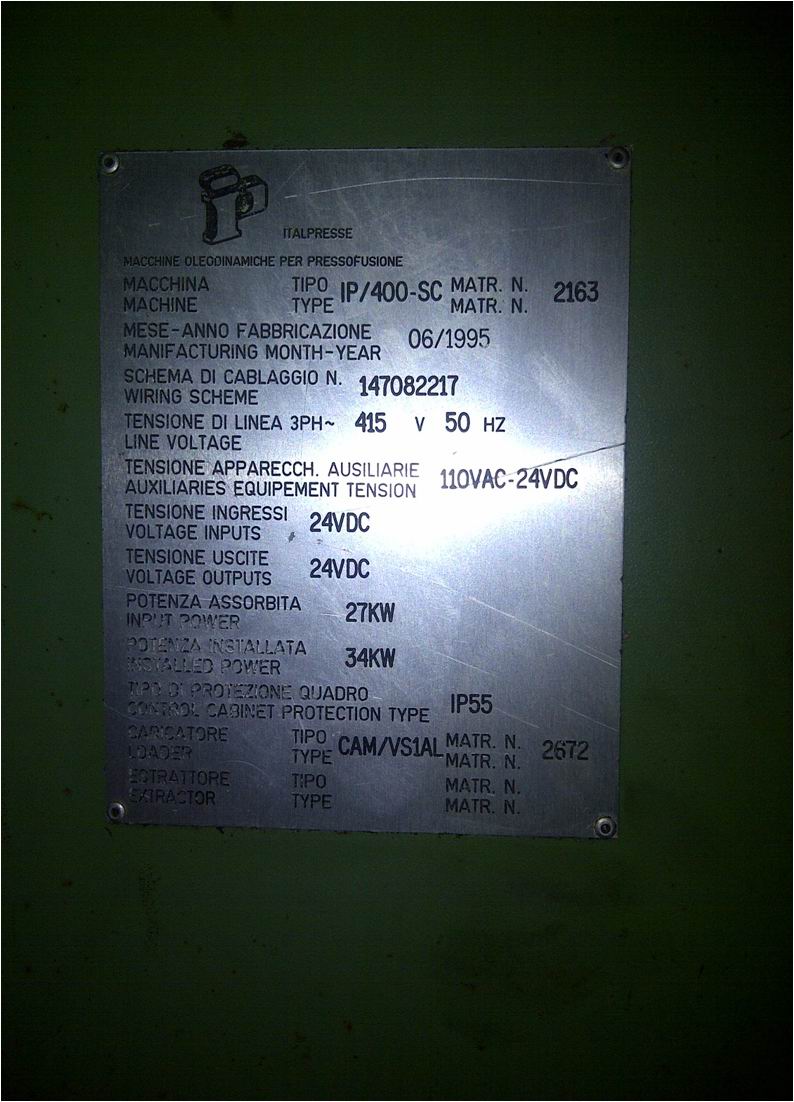 IP
ITALPRESSE
MACCHINE OLEODINAMICHE PER PRESSOFUSIONE
MACCHINA TIPO IP/400-SC MATR. N. 2163
MACHINE TYPE MATR. N.
MESE-ANNO FABBRICAZIONE 06/1995
MANIFACTURING MONTH-YEAR
SCHEMA DI CABLAGGIO N. 147082217
WIRING SCHEME
TENSIONE DI LINEA 3PH~ 415 V 50 HZ
LINE VOLTAGE
TENSIONE APPARECCH. AUSILIARIE 110VAC-24VDC
AUXILIARIES EQUIPEMENT TENSION
TENSIONE INGRESSI 24VDC
VOLTAGE INPUTS
TENSIONE USCITE 24VDC
VOLTAGE OUTPUTS
POTENZA ASSORBITA 27KW
INPUT POWER
POTENZA INSTALLATA 34KW
INSTALLED POWER
TIPO DI PROTEZIONE QUADRO IP55
CONTROL CABINET PROTECTION TYPE
CARICATORE TIPO CAM/VS1AL MATR. N. 2672
LOADER TYPE MATR. N.
ESTRATTORE TIPO MATR. N.
EXTRACTOR TYPE MATR. N.